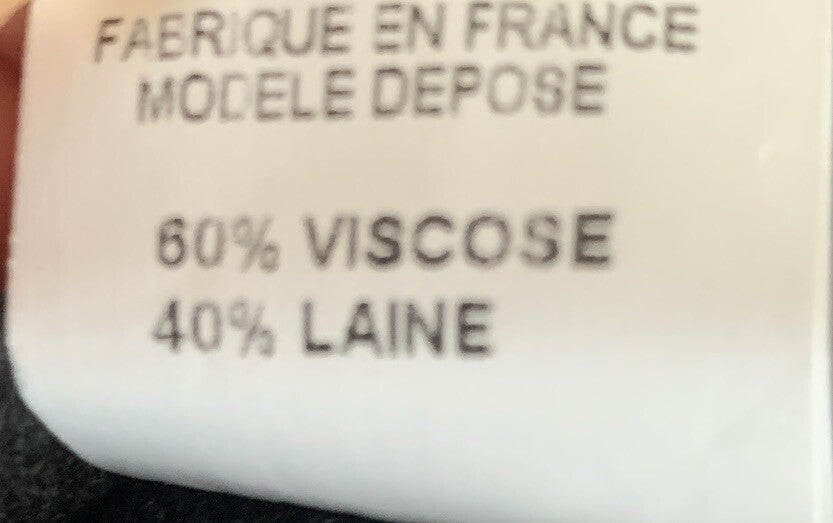 FABRIQUE EN FRANCE
MODELE DEPOSE
60% VISCOSE
40% LAINE